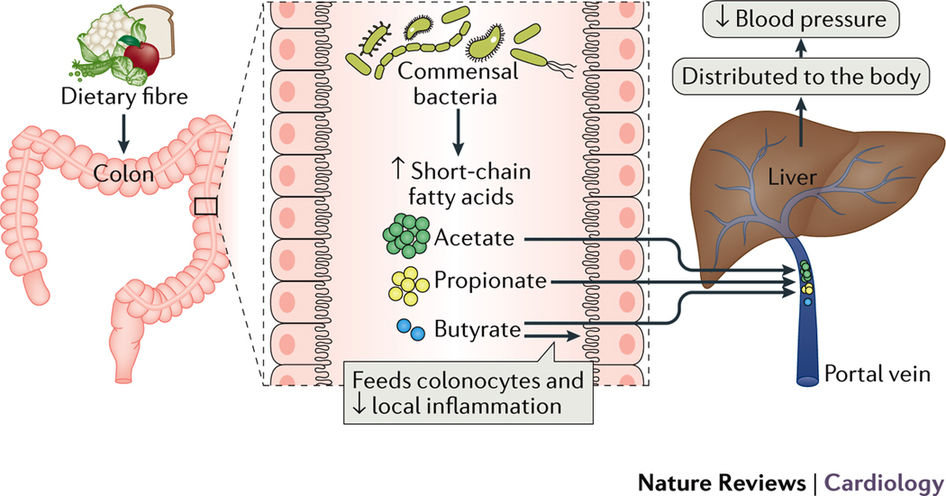 Dietary fibre
Colon
Commensal
bacteria
↑ Short-chain
fatty acids
Acetate
Propionate
Butyrate
Feeds colonocytes and
↓ local inflammation
↓ Blood pressure
Distributed to the body
Liver
Portal vein
Nature Reviews | Cardiology